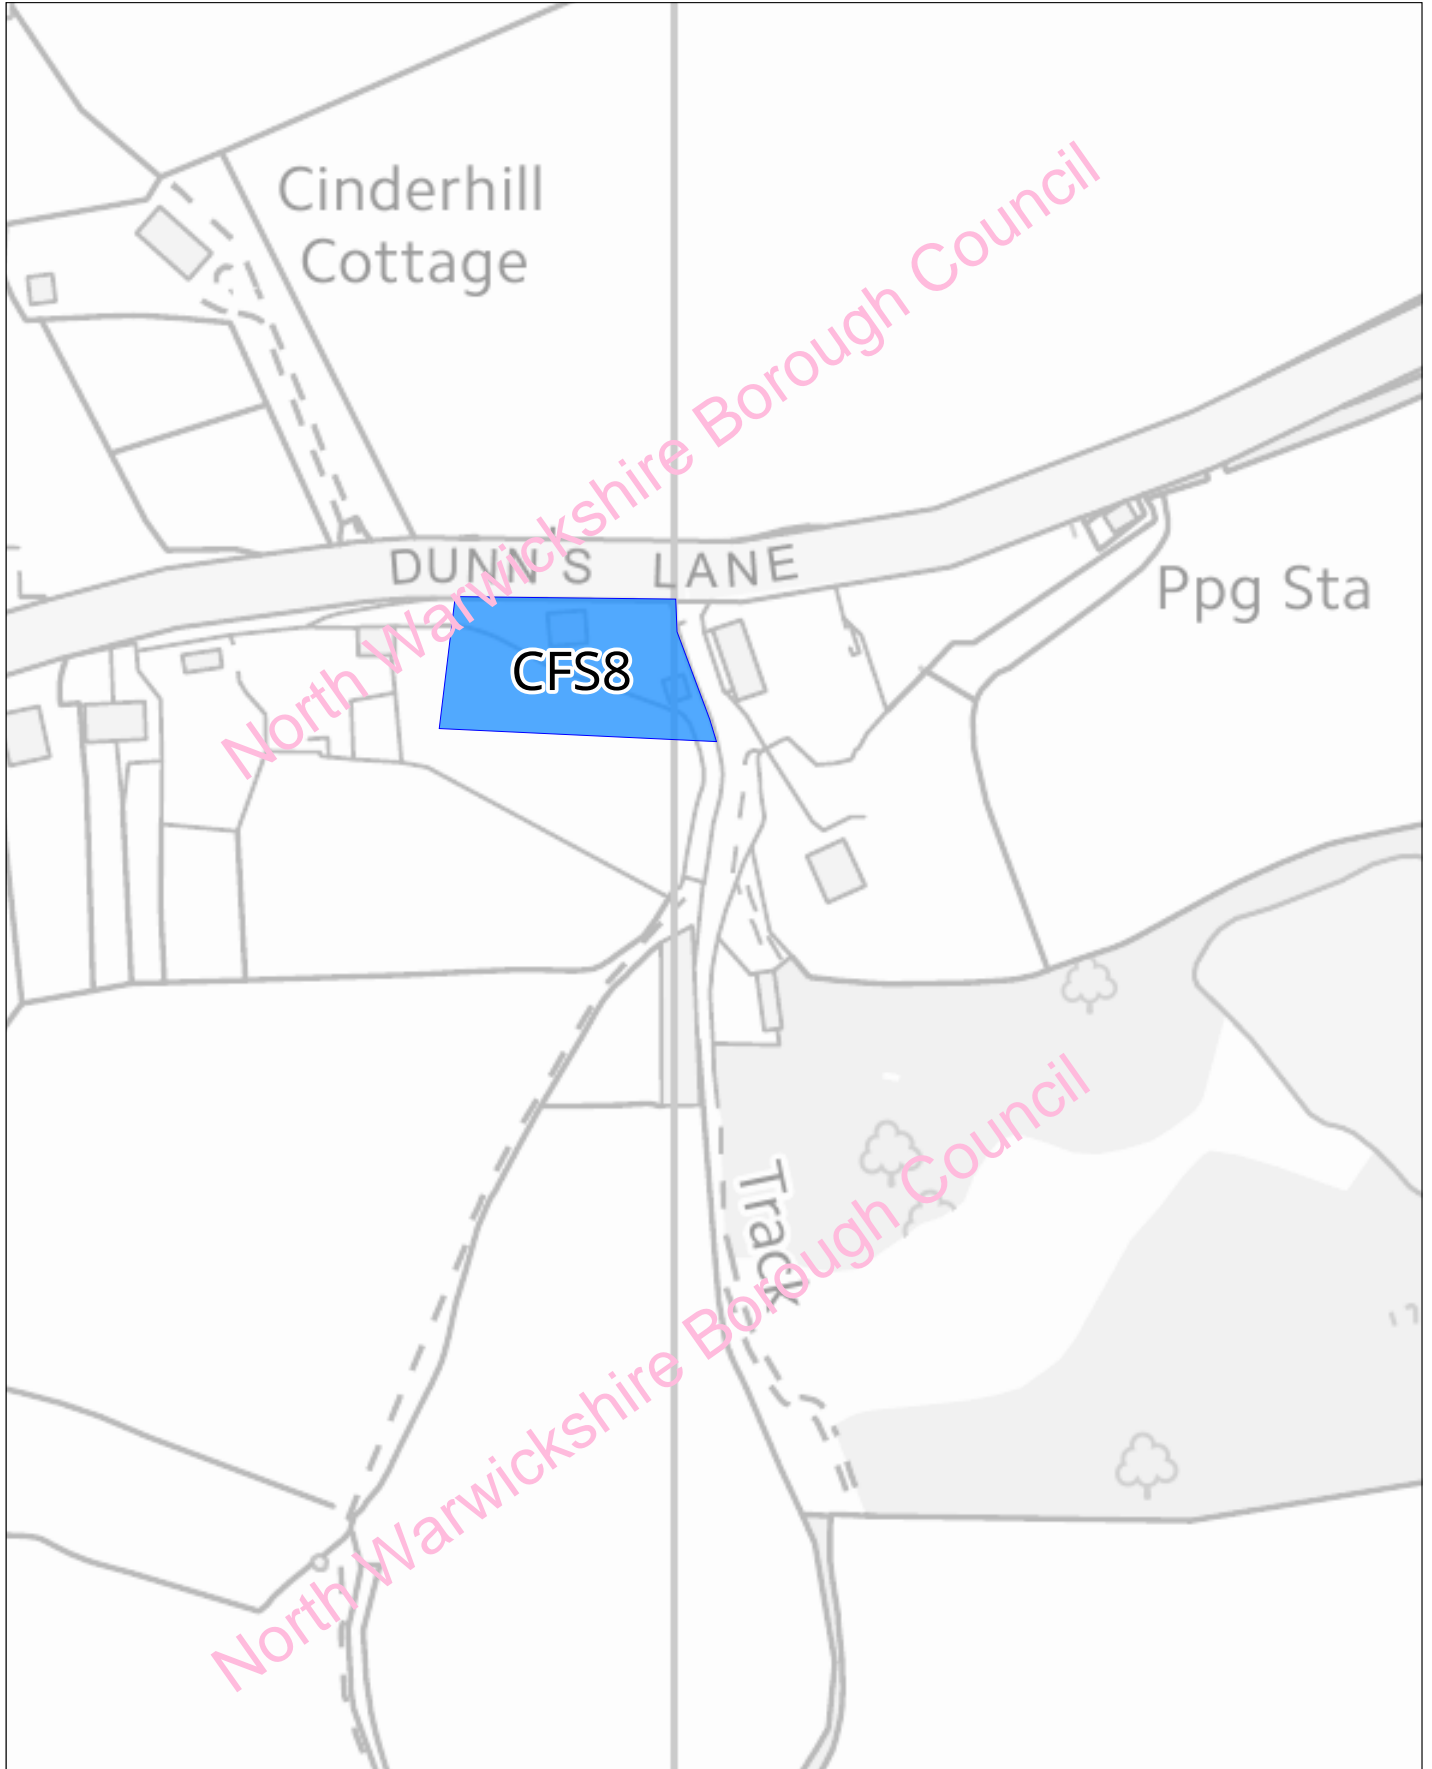 Cinderhill
Cottage
North Warwickshire Borough Council
DUNN'S LANE
Ppg Sta
CFS8
Track
North Warwickshire Borough Council